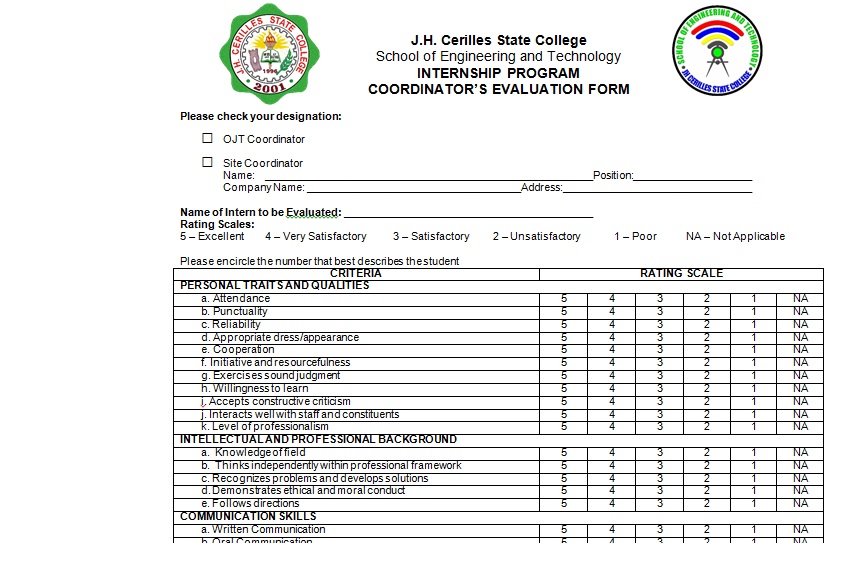 J.H. CERILLES STATE COLLEGE
1996
2001
SCHOOL OF ENGINEERING AND TECHNOLOGY
JH CERILLES STATE COLLEGE
J.H. Cerilles State College
School of Engineering and Technology
INTERNSHIP PROGRAM
COORDINATOR'S EVALUATION FORM
Please check your designation:
☐ OJT Coordinator
☐ Site Coordinator
Name: ____________________Position:____________________
Company Name: ____________________Address:____________________
Name of Intern to be Evaluated: ____________________
Rating Scales:
5 – Excellent 4 – Very Satisfactory 3 – Satisfactory 2 – Unsatisfactory 1 – Poor NA – Not Applicable
Please encircle the number that best describes the student
CRITERIA RATING SCALE
PERSONAL TRAITS AND QUALITIES
a. Attendance 5 4 3 2 1 NA
b. Punctuality 5 4 3 2 1 NA
c. Reliability 5 4 3 2 1 NA
d. Appropriate dress/appearance 5 4 3 2 1 NA
e. Cooperation 5 4 3 2 1 NA
f. Initiative and resourcefulness 5 4 3 2 1 NA
g. Exercises sound judgment 5 4 3 2 1 NA
h. Willingness to learn 5 4 3 2 1 NA
i. Accepts constructive criticism 5 4 3 2 1 NA
j. Interacts well with staff and constituents 5 4 3 2 1 NA
k. Level of professionalism 5 4 3 2 1 NA
INTELLECTUAL AND PROFESSIONAL BACKGROUND
a. Knowledge of field 5 4 3 2 1 NA
b. Thinks independently within professional framework 5 4 3 2 1 NA
c. Recognizes problems and develops solutions 5 4 3 2 1 NA
d. Demonstrates ethical and moral conduct 5 4 3 2 1 NA
e. Follows directions 5 4 3 2 1 NA
COMMUNICATION SKILLS
a. Written Communication 5 4 3 2 1 NA
b. Oral Communication 5 4 3 2 1 NA